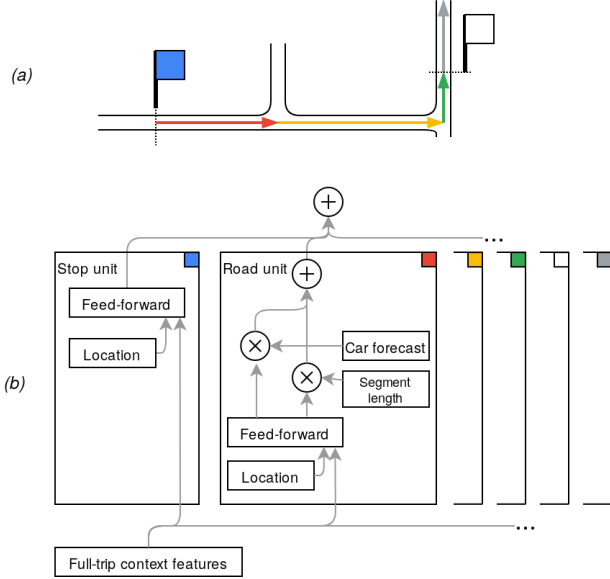 (a)
Stop unit
Road unit
Feed-forward
Location
Car forecast
Segment
length
(b)
Feed-forward
Location
Full-trip context features
...
...